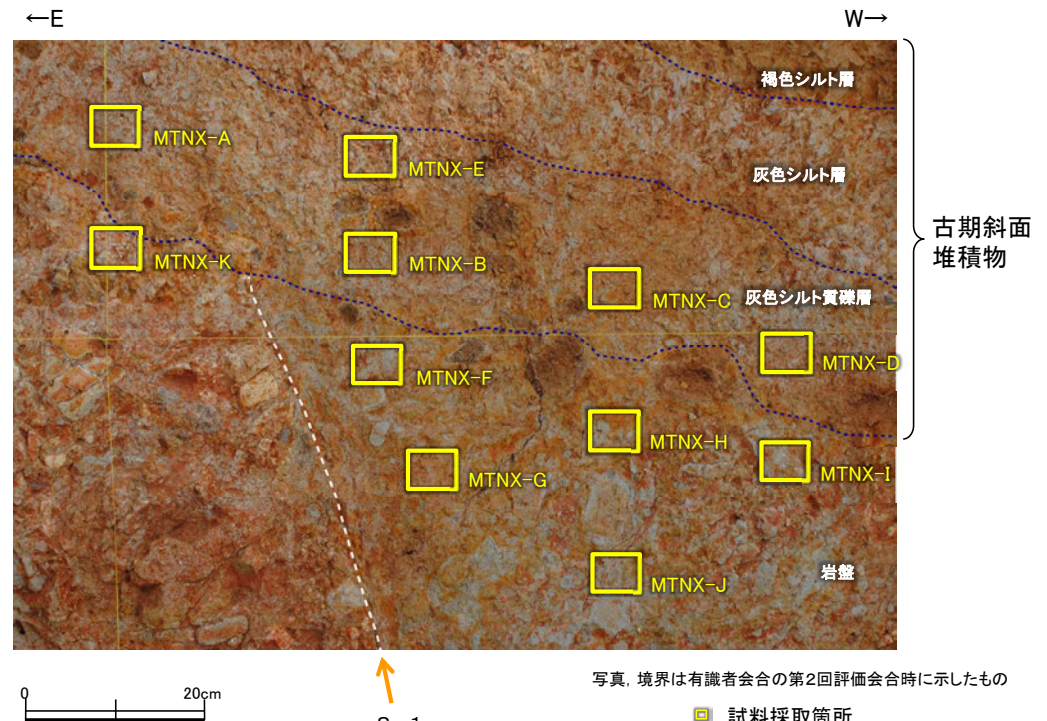 ←E
W→
褐色シルト層
MTNX-A
MTNX-E
灰色シルト層
古期斜面
堆積物
MTNX-K
MTNX-B
MTNX-C
灰色シルト質礫層
MTNX-F
MTNX-D
MTNX-H
MTNX-G
MTNX-I
MTNX-J
岩盤
写真, 境界は有識者会合の第2回評価会合時に示したもの
0
20cm
試料採取箇所